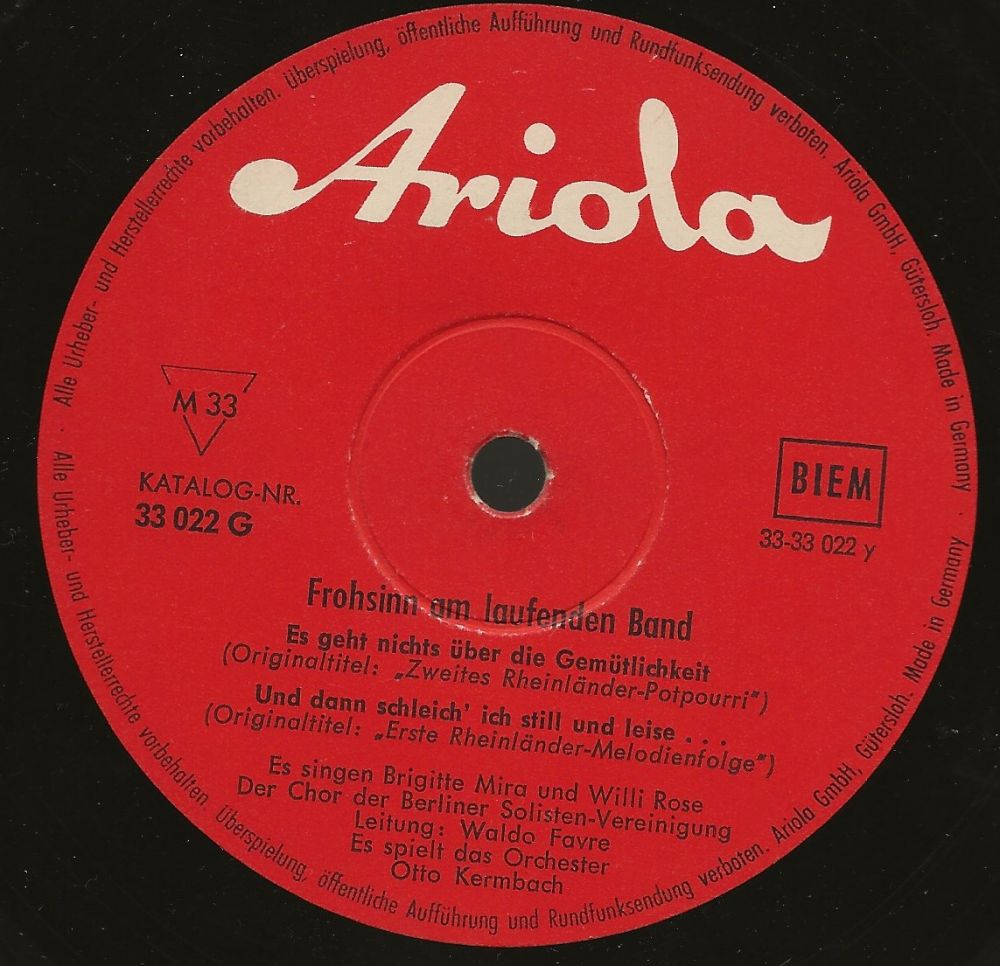 Ariola
M 33
KATALOG-NR.
33 022 G
BIEM
33-33 022 y
Frohsinn am laufenden Band
Es geht nichts über die Gemütlichkeit
(Originaltitel: „Zweites Rheinländer-Potpourri")
Und dann schleich' ich still und leise . . .
(Originaltitel: „Erste Rheinländer-Melodienfolge")
Es singen Brigitte Mira und Willi Rose
Der Chor der Berliner Solisten-Vereinigung
Leitung: Waldo Favre
Es spielt das Orchester
Otto Kermbach
Alle Urheber- und Herstellerrechte vorbehalten. Überspielung, öffentliche Aufführung und Rundfunksendung verboten. Ariola GmbH, Gütersloh. Made in Germany ·
Alle Urheber- und Herstellerrechte vorbehalten. Überspielung, öffentliche Aufführung und Rundfunksendung verboten. Ariola GmbH, Gütersloh. Made in Germany ·